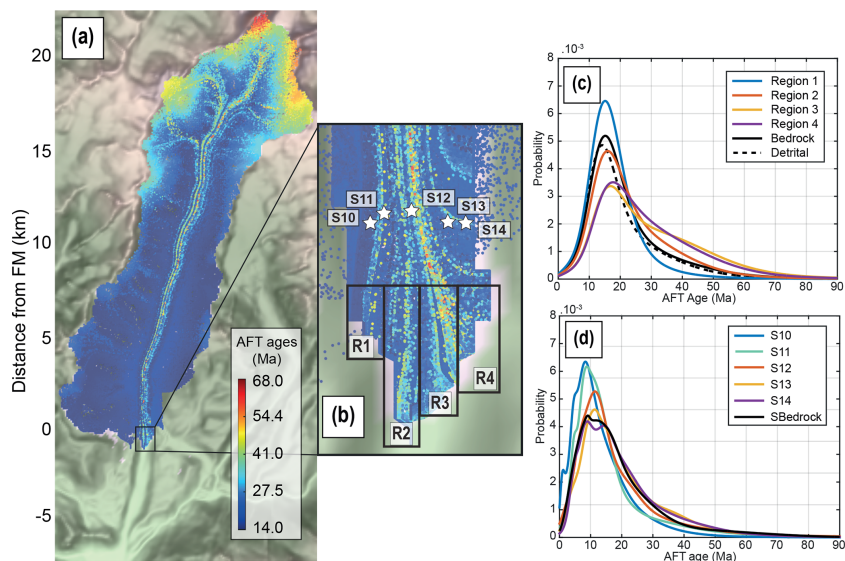 (a)
Distance from FM (km)
20
15
10
5
0
-5
AFT ages
(Ma)
68.0
54.4
41.0
27.5
14.0
S11
S10
S12
S13
S14
R1
R2
R3
R4
(b)
8 .10-3
(c)
Region 1
Region 2
Region 3
Region 4
Bedrock
Detrital
Probability
7
6
5
4
3
2
1
0
0 10 20 30 40 50 60 70 80 90
AFT Age (Ma)
8 .10-3
(d)
S10
S11
S12
S13
S14
SBedrock
Probability
7
6
5
4
3
2
1
0
0 10 20 30 40 50 60 70 80 90
AFT age (Ma)